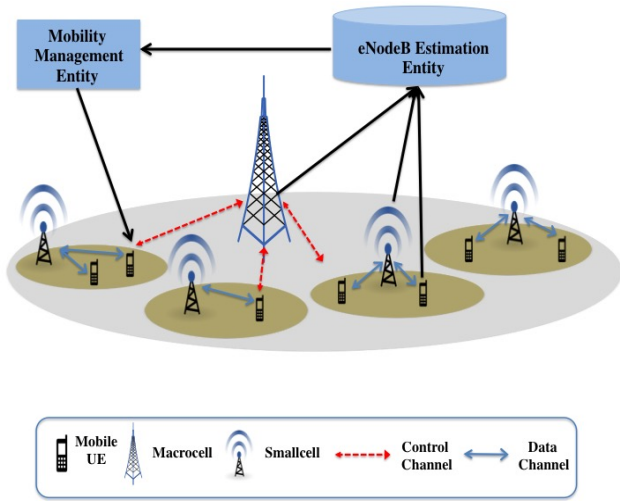 Mobility
Management
Entity
eNodeB Estimation
Entity
Mobile
UE
Macrocell
Smallcell
Control
Channel
Data
Channel